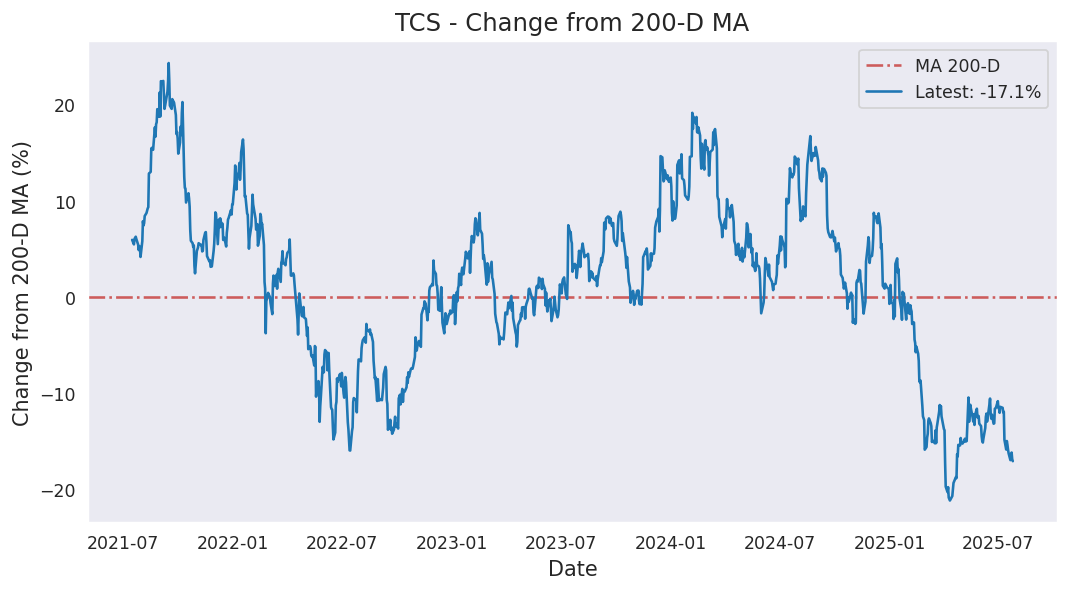 TCS - Change from 200-D MA
MA 200-D
Latest: -17.1%
Change from 200-D MA (%)
20
10
0
−10
−20
2021-07 2022-01 2022-07 2023-01 2023-07 2024-01 2024-07 2025-01 2025-07
Date